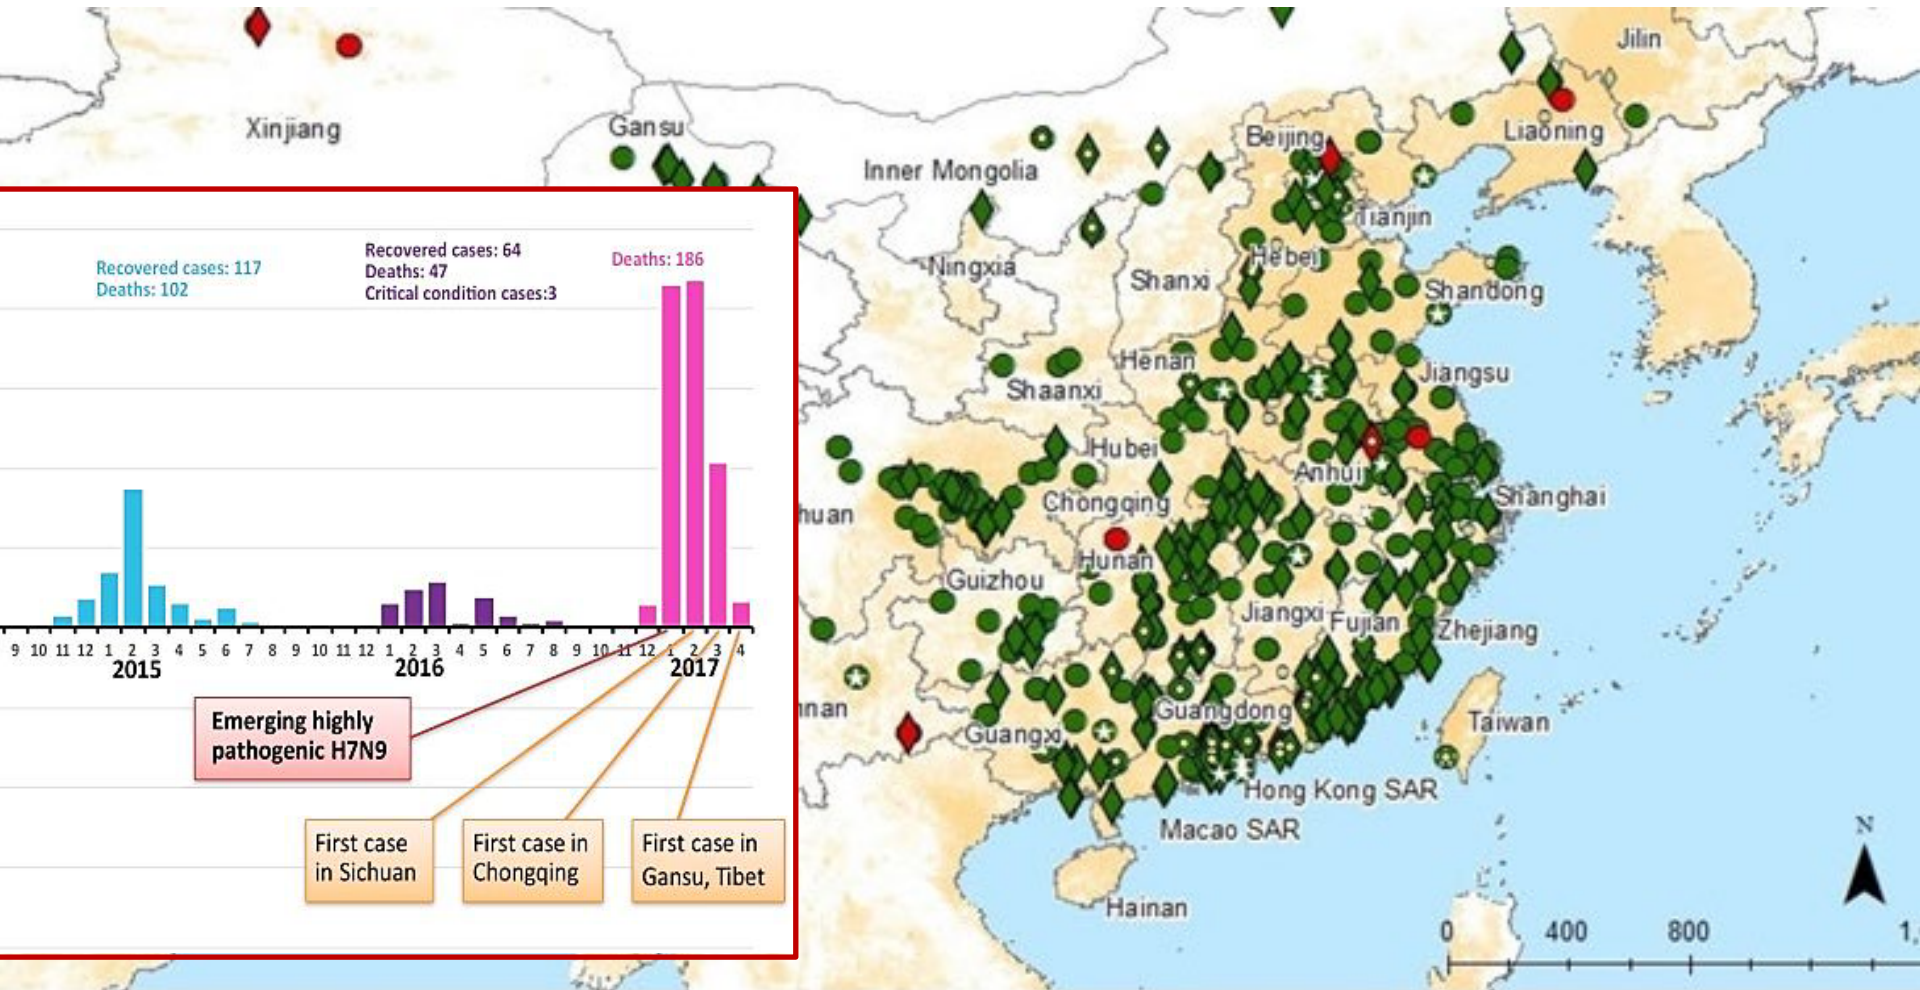 Jilin
Xinjiang
Gansu
Beijing
Liaoning
Inner Mongolia
Tianjin
Hebei
Ningxia
Shanxi
Shandong
Henan
Jiangsu
Shaanxi
Hubei
Anhui
Chongqing
Shanghai
huan
Hunan
Guizhou
Jiangxi
Fujian
Zhejiang
nnan
Guangdong
Guangxi
Taiwan
Hong Kong SAR
Macao SAR
Hainan
N
0 400 800 1,
Recovered cases: 117
Deaths: 102
Recovered cases: 64
Deaths: 47
Critical condition cases:3
Deaths: 186
9 10 11 12 1 2 3 4 5 6 7 8 9 10 11 12 1 2 3 4 5 6 7 8 9 10 11 12 1 2 3 4
2015 2016 2017
Emerging highly
pathogenic H7N9
First case
in Sichuan
First case in
Chongqing
First case in
Gansu, Tibet